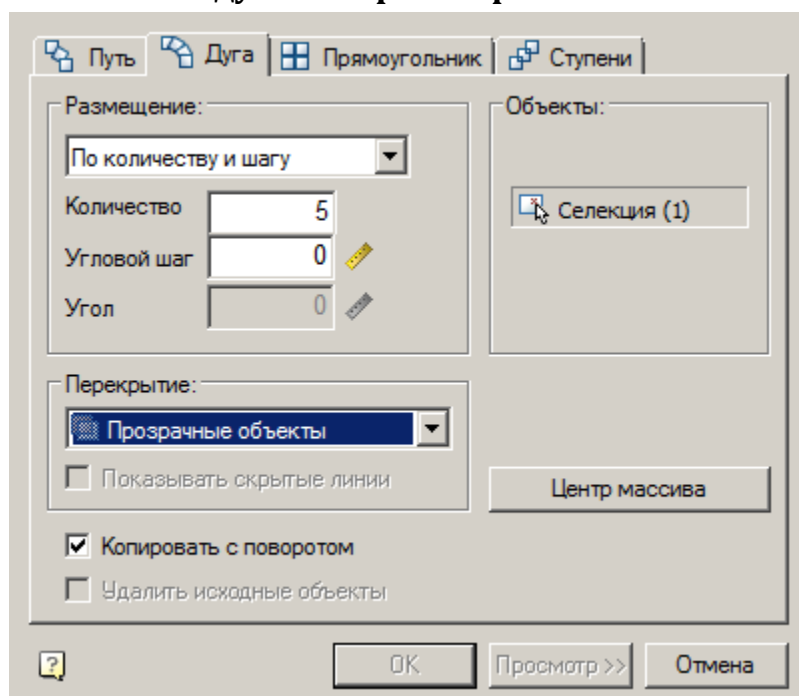 Путь Дуга Прямоугольник Ступени
Размещение:
По количеству и шагу
Количество 5
Угловой шаг 0
Угол 0
Объекты:
Селекция (1)
Перекрытие:
Прозрачные объекты
Показывать скрытые линии
Центр массива
Копировать с поворотом
Удалить исходные объекты
? OK Просмотр >> Отмена